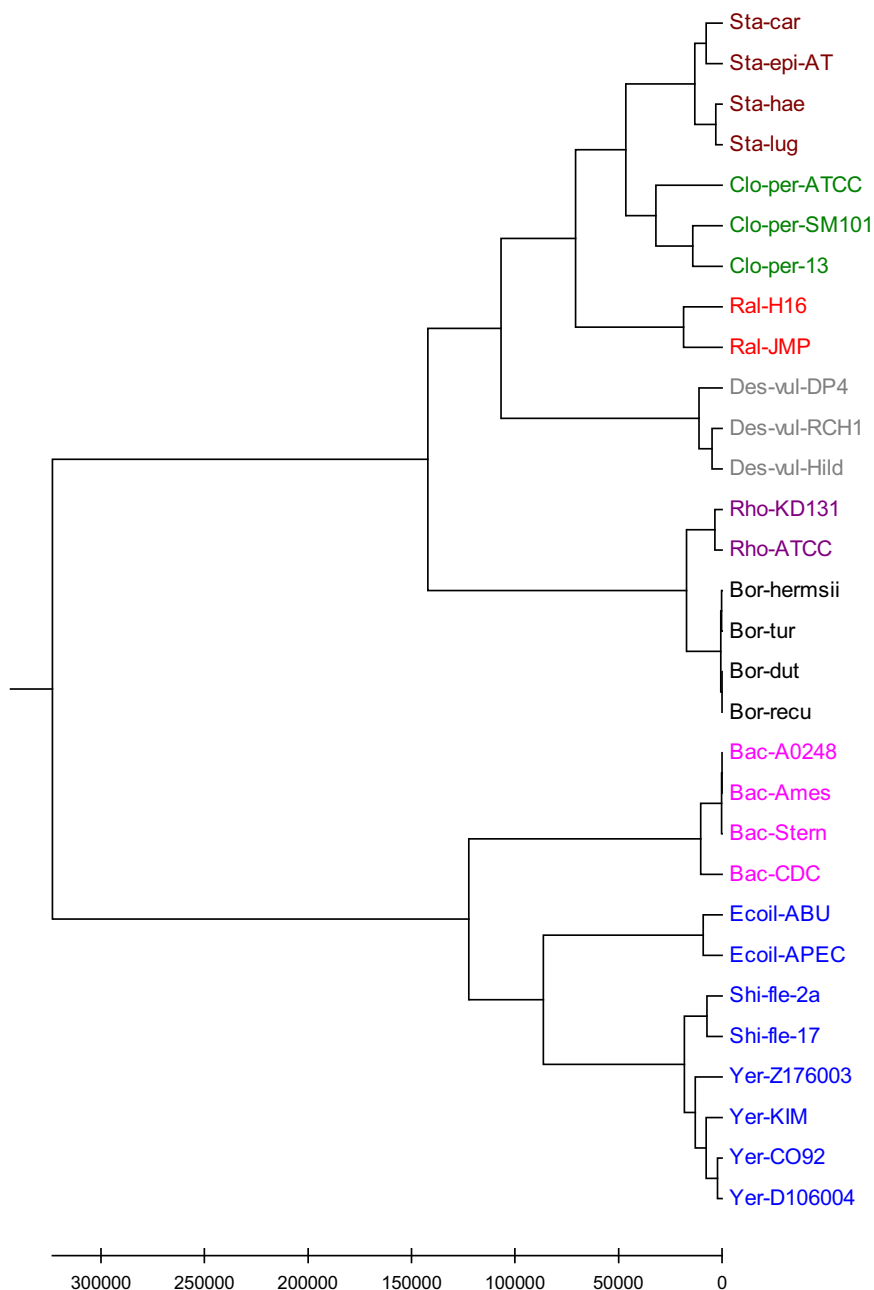 Sta-car
Sta-epi-AT
Sta-hae
Sta-lug
Clo-per-ATCC
Clo-per-SM101
Clo-per-13
Ral-H16
Ral-JMP
Des-vul-DP4
Des-vul-RCH1
Des-vul-Hild
Rho-KD131
Rho-ATCC
Bor-hermsii
Bor-tur
Bor-dut
Bor-recu
Bac-A0248
Bac-Ames
Bac-Stern
Bac-CDC
Ecoil-ABU
Ecoil-APEC
Shi-fle-2a
Shi-fle-17
Yer-Z176003
Yer-KIM
Yer-CO92
Yer-D106004
300000 250000 200000 150000 100000 50000 0